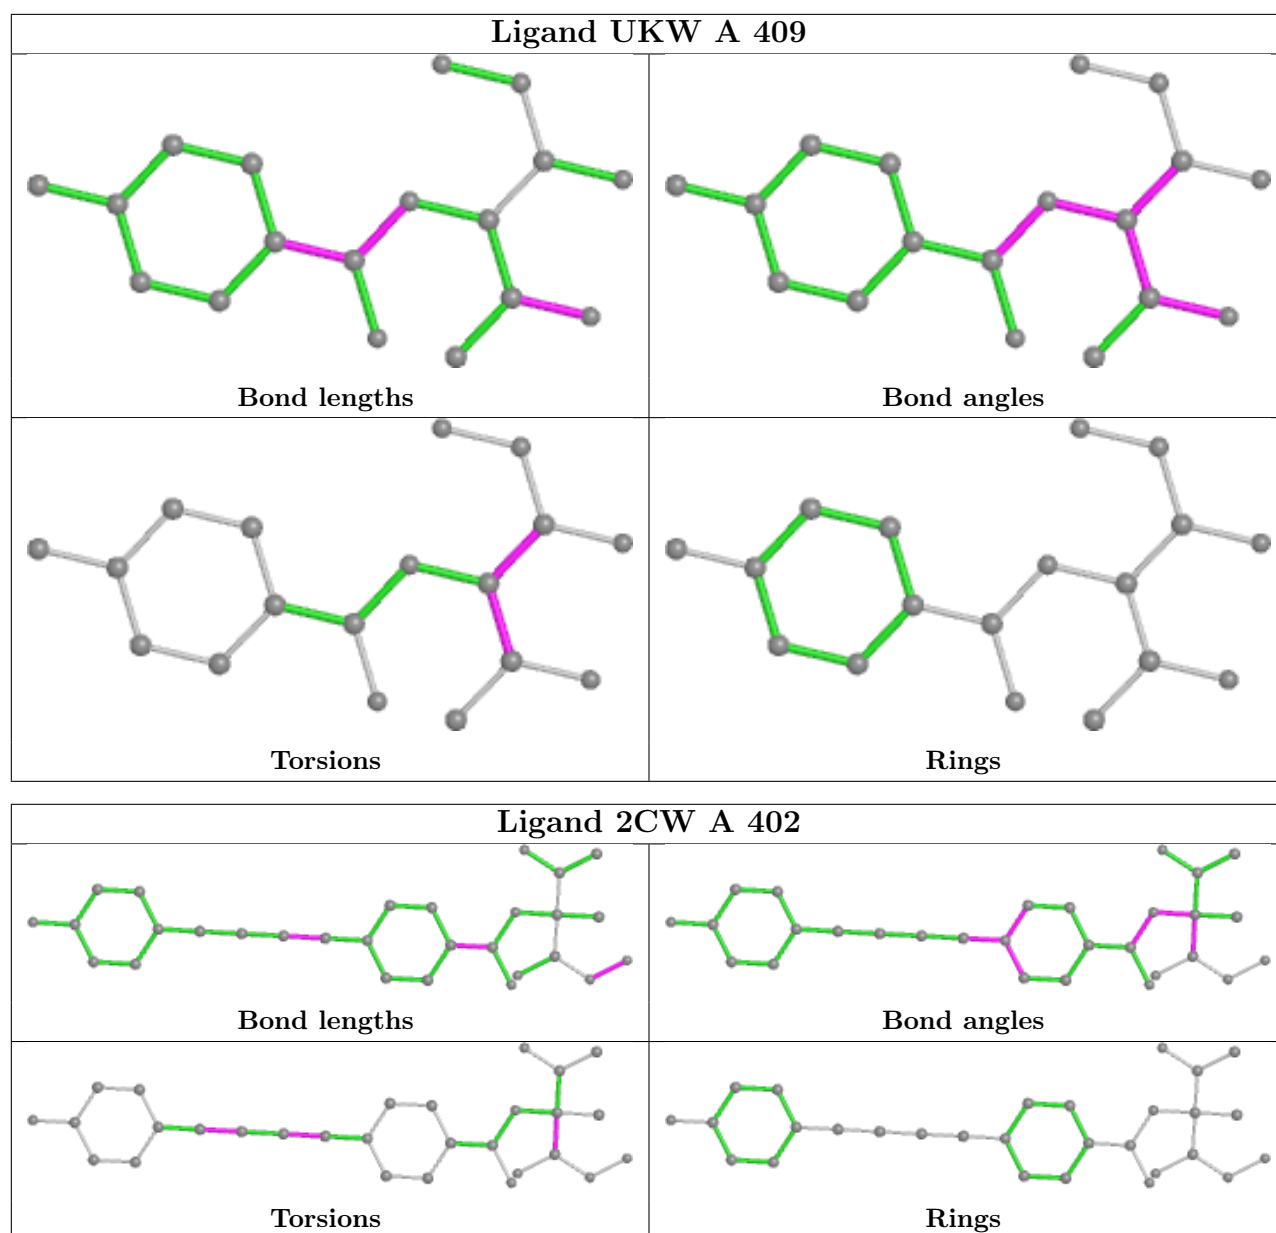 Ligand UKW A 409
Bond lengths
Bond angles
Torsions
Rings
Ligand 2CW A 402
Bond lengths
Bond angles
Torsions
Rings